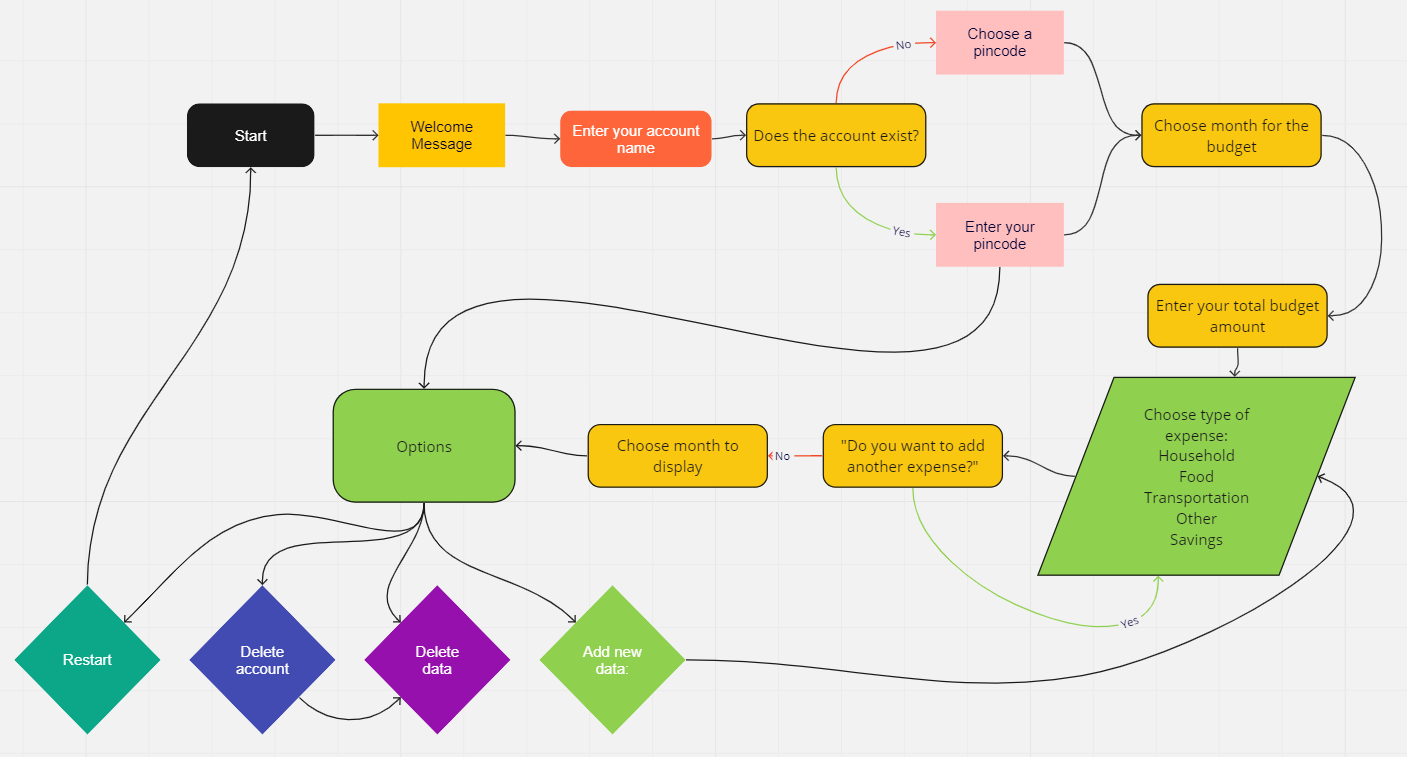 No
Choose a
pincode
Start
Welcome
Message
Enter your account
name
Does the account exist?
Choose month for the
budget
Yes
Enter your
pincode
Enter your total budget
amount
Options
Choose month to
display
No
"Do you want to add
another expense?"
Choose type of
expense:
Household
Food
Transportation
Other
Savings
Yes
Restart
Delete
account
Delete
data
Add new
data: